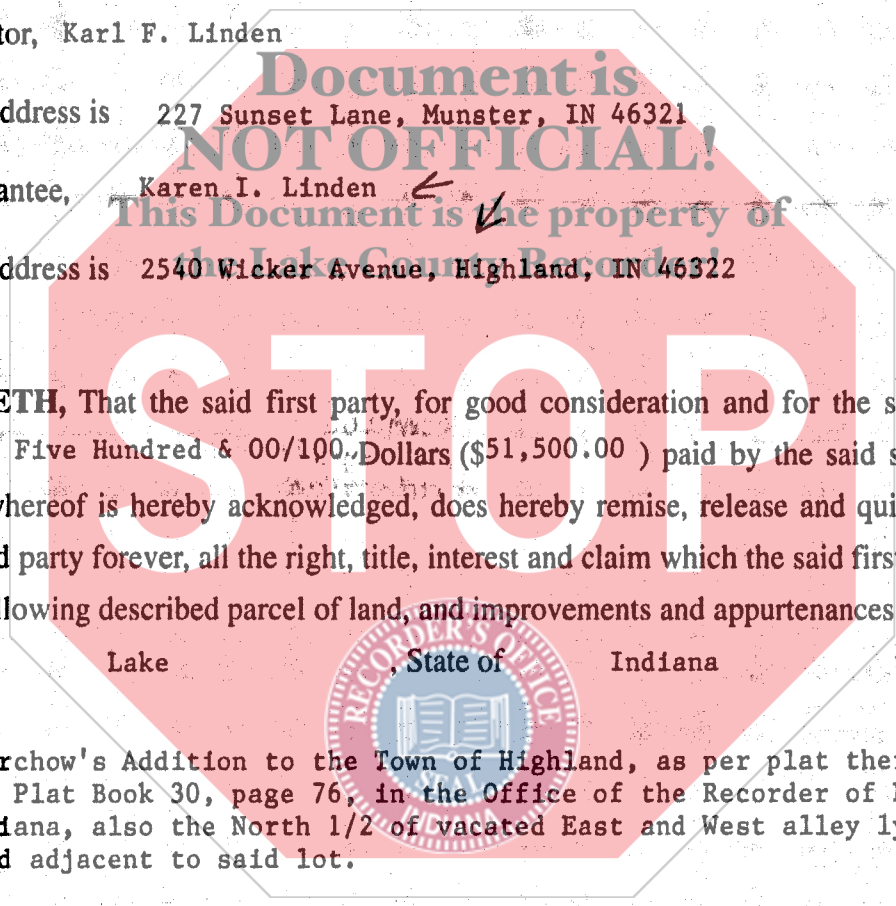 tor, Karl F. Linden
Document is
ddress is 227 Sunset Lane, Munster, IN 46321
NOT OFFICIAL!
antee, Karen I. Linden
This Document is the property of
the Lake County Recorder!
ddress is 2540 Wicker Avenue, Highland, IN 46322
STOP
ETH, That the said first party, for good consideration and for the s
Five Hundred & 00/100 Dollars ($51,500.00 ) paid by the said s
whereof is hereby acknowledged, does hereby remise, release and qui
d party forever, all the right, title, interest and claim which the said first
llowing described parcel of land, and improvements and appurtenances
Lake , State of Indiana
RECORDER'S OFFICE
SEAL
INDIANA
rchow's Addition to the Town of Highland, as per plat ther
Plat Book 30, page 76, in the Office of the Recorder of L
diana, also the North 1/2 of vacated East and West alley ly
d adjacent to said lot.